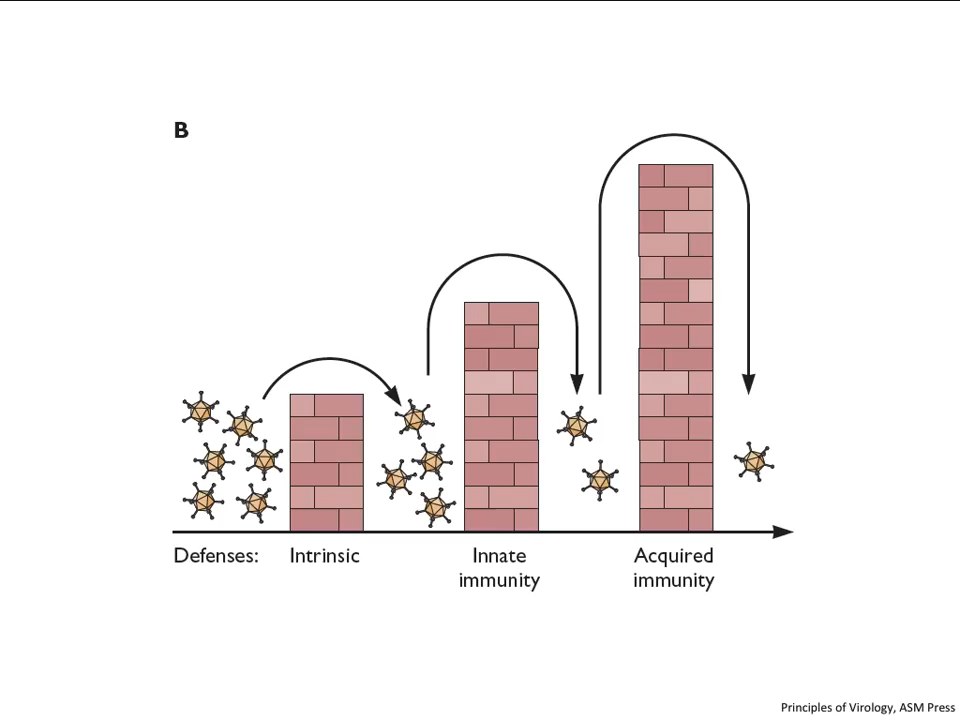 B
Defenses: Intrinsic Innate immunity Acquired immunity
Principles of Virology, ASM Press